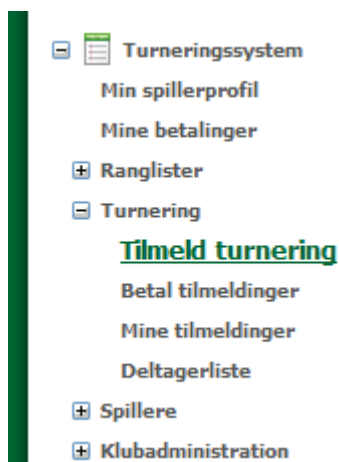 Turneringssystem
Min spillerprofil
Mine betalinger
Ranglister
Turnering
Tilmeld turnering
Betal tilmeldinger
Mine tilmeldinger
Deltagerliste
Spillere
Klubadministration